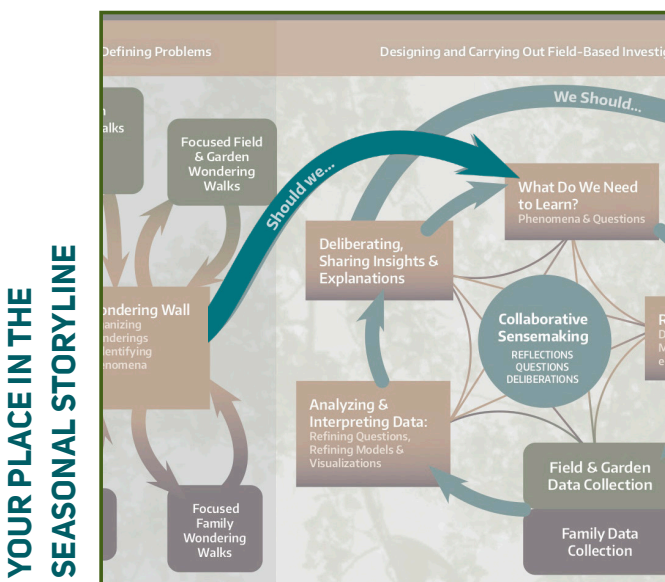 YOUR PLACE IN THE
SEASONAL STORYLINE
Defining Problems
Designing and Carrying Out Field-Based
alks
Focused Field
& Garden
Wondering
Walks
Should we...
We Should...
What Do We Need
to Learn?
Phenomena & Questions
Deliberating,
Sharing Insights &
Explanations
ondering Wall
anizing
nderings
dentifying
enomena
Collaborative
Sensemaking
REFLECTIONS
QUESTIONS
DELIBERATIONS
Analyzing &
Interpreting Data:
Refining Questions,
Refining Models &
Visualizations
Field & Garden
Data Collection
Family Data
Collection
Focused
Family
Wondering
Walks